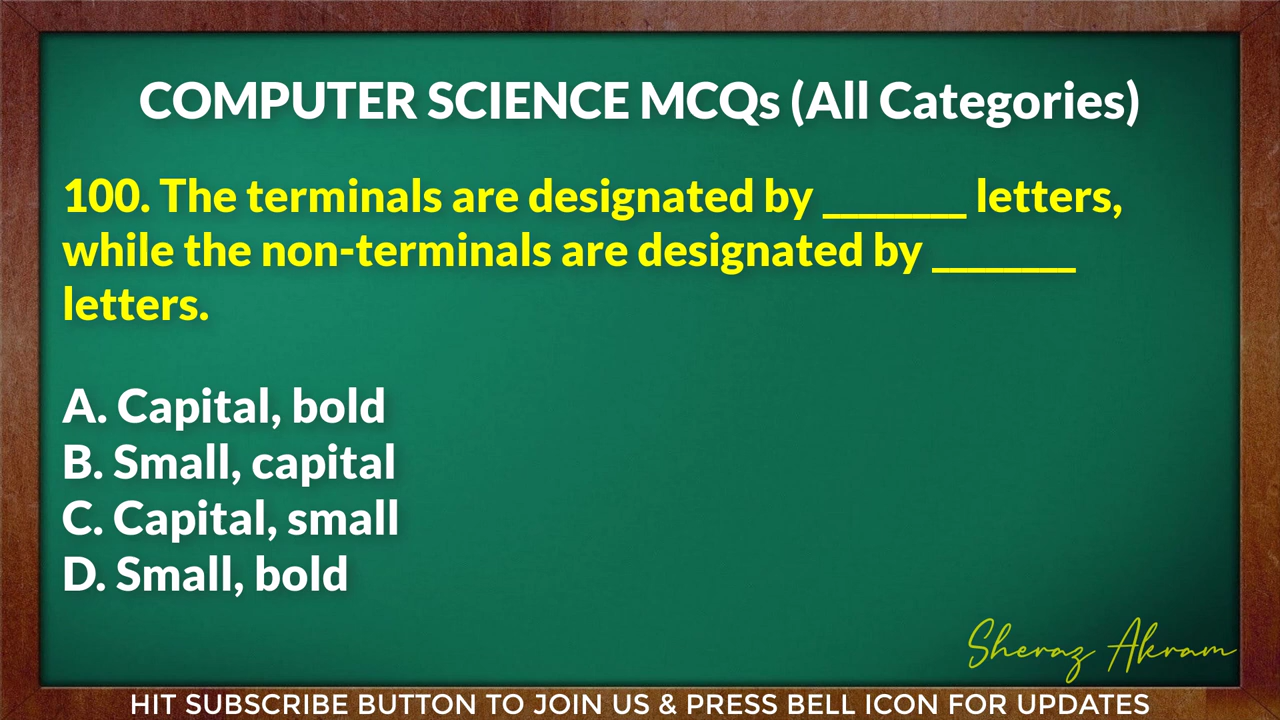 COMPUTER SCIENCE MCQs (All Categories)
100. The terminals are designated by ________ letters,
while the non-terminals are designated by ________
letters.
A. Capital, bold
B. Small, capital
C. Capital, small
D. Small, bold
Sheraz Akram
HIT SUBSCRIBE BUTTON TO JOIN US & PRESS BELL ICON FOR UPDATES